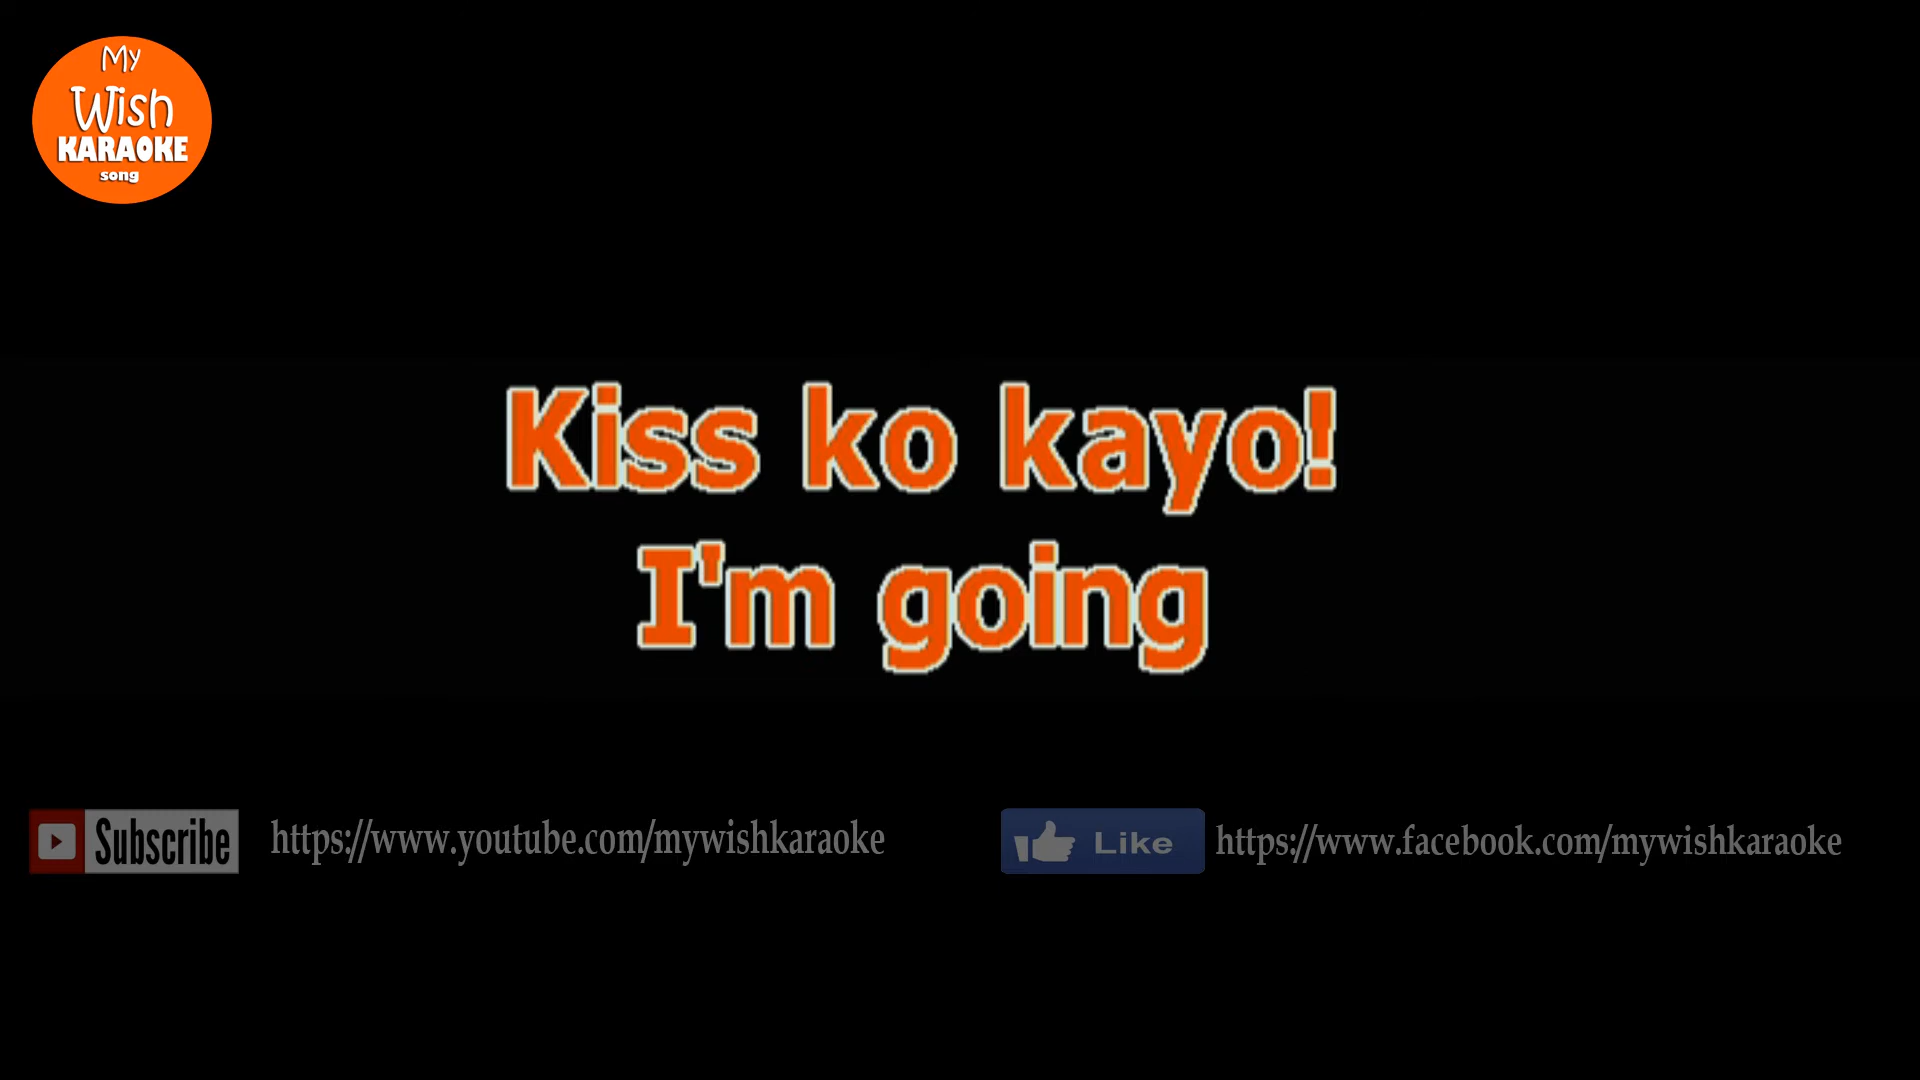 My
Wish
KARAOKE
song
Kiss ko kayo!
I'm going
Subscribe https://www.youtube.com/mywishkaraoke
Like https://www.facebook.com/mywishkaraoke